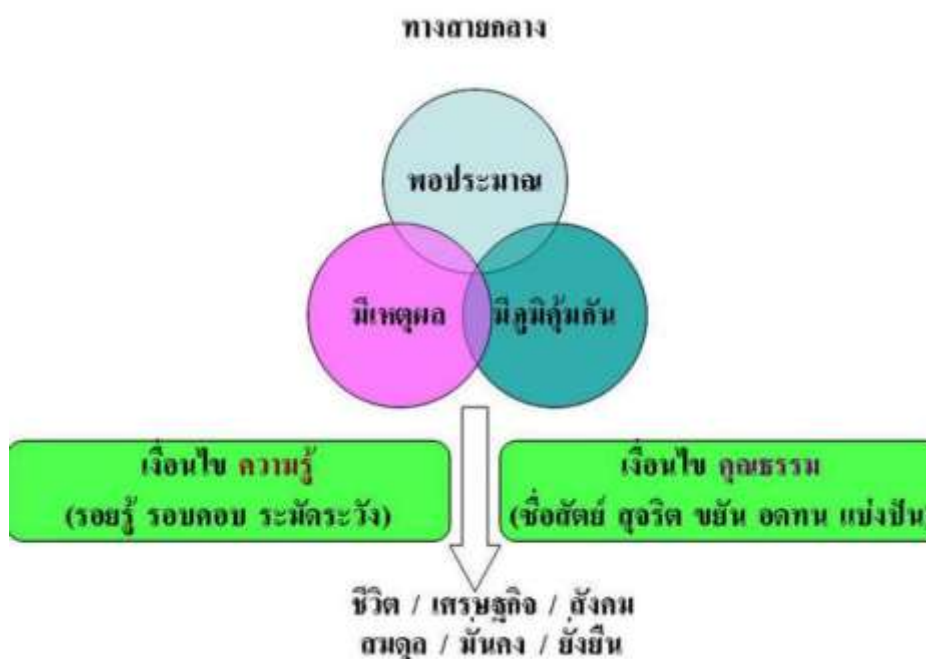 ทางสายกลาง
พอประมาณ
มีเหตุผล
มีภูมิคุ้มกัน
เงื่อนไข ความรู้
(รอยรู้ รอบคอบ ระมัดระวัง)
เงื่อนไข คุณธรรม
(ซื่อสัตย์ สุจริต ขยัน อดทน แบ่งปัน
ชีวิต / เศรษฐกิจ / สังคม
สมดุล / มั่นคง / ยั่งยืน